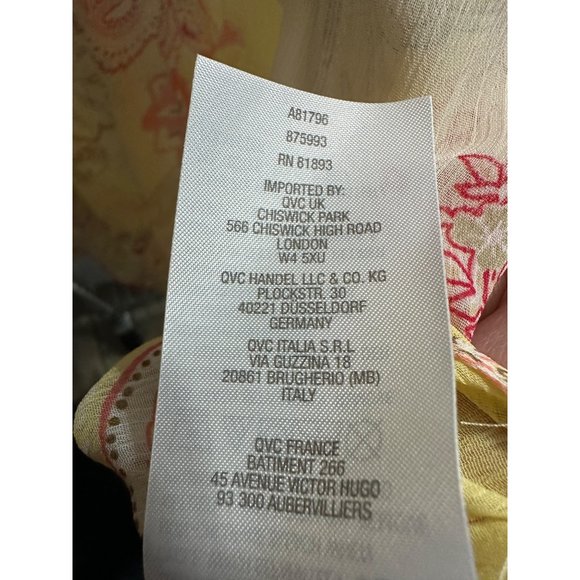 A81796
875993
RN 81893
IMPORTED BY:
QVC UK
CHISWICK PARK
566 CHISWICK HIGH ROAD
LONDON
W4 5XU
QVC HANDEL LLC & CO. KG
PLOCKSTR. 30
40221 DÜSSELDORF
GERMANY
QVC ITALIA S.R.L
VIA GUZZINA 18
20861 BRUGHERIO (MB)
ITALY
QVC FRANCE
BATIMENT 266
45 AVENUE VICTOR HUGO
93 300 AUBERVILLIERS